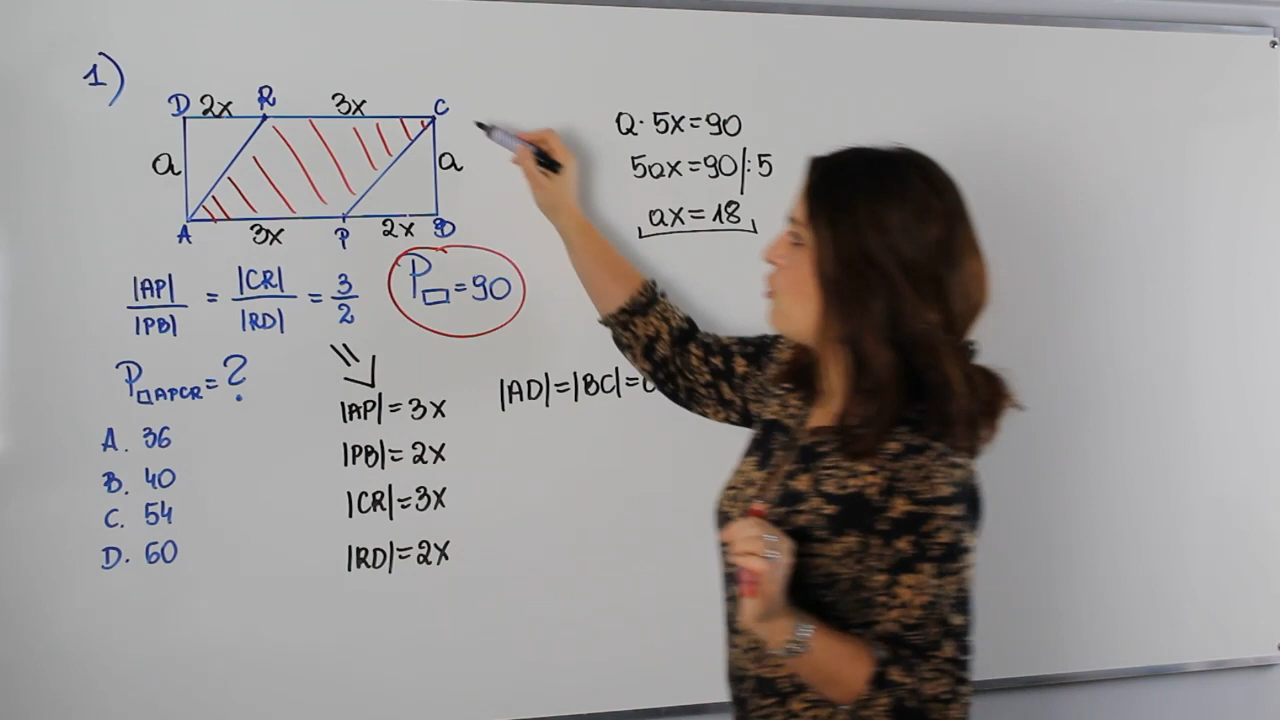 1)
D 2x R 3x C
a a
A 3x P 2x B
|AP| / |PB| = |CR| / |RD| = 3/2
P▭ = 90
P▱APCR = ?
A. 36
B. 40
C. 54
D. 60
|AP| = 3x
|PB| = 2x
|CR| = 3x
|RD| = 2x
|AD| = |BC| =
a · 5x = 90
5ax = 90 |: 5
ax = 18